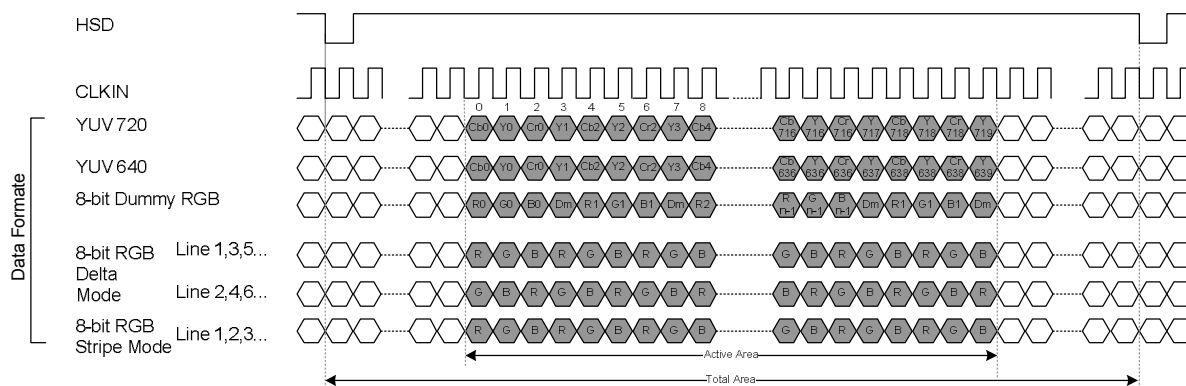 HSD
CLKIN
0 1 2 3 4 5 6 7 8
Data Formate
YUV 720
Cb0 Y0 Cr0 Y1 Cb2 Y2 Cr2 Y3 Cb4 Cb 716 Y 716 Cr 716 Y 717 Cb 718 Y 718 Cr 718 Y 719
YUV 640
Cb0 Y0 Cr0 Y1 Cb2 Y2 Cr2 Y3 Cb4 Cb 636 Y 636 Cr 636 Y 637 Cb 638 Y 638 Cr 638 Y 639
8-bit Dummy RGB
R0 G0 B0 Dm R1 G1 B1 Dm R2 R n-1 G n-1 B n-1 Dm R1 G1 B1 Dm
8-bit RGB Delta Mode
Line 1,3,5...
R G B R G B R G B G B R G B R G B
Line 2,4,6...
G B R G B R G B R B R G B R G B R
8-bit RGB Stripe Mode
Line 1,2,3...
R G B R G B R G B G B R G B R G B
Active Area
Total Area